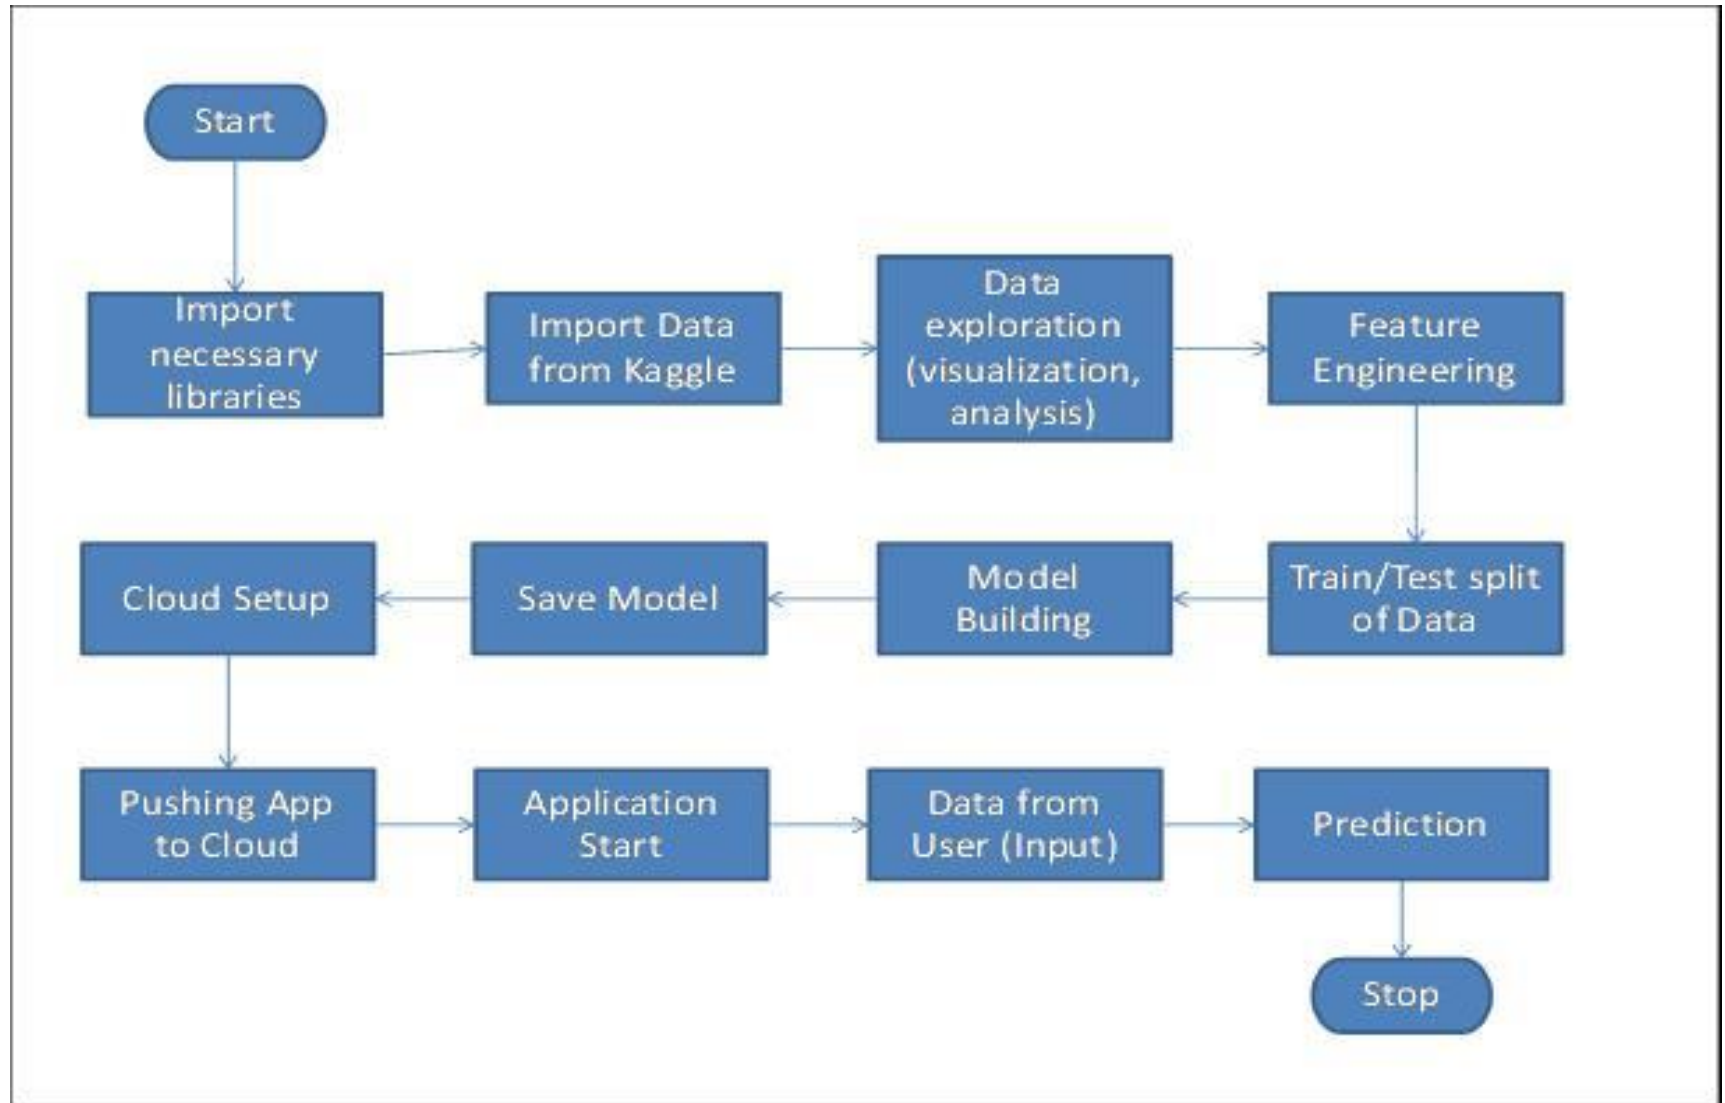 Start
Import
necessary
libraries
Import Data
from Kaggle
Data
exploration
(visualization,
analysis)
Feature
Engineering
Train/Test split
of Data
Model
Building
Save Model
Cloud Setup
Pushing App
to Cloud
Application
Start
Data from
User (Input)
Prediction
Stop